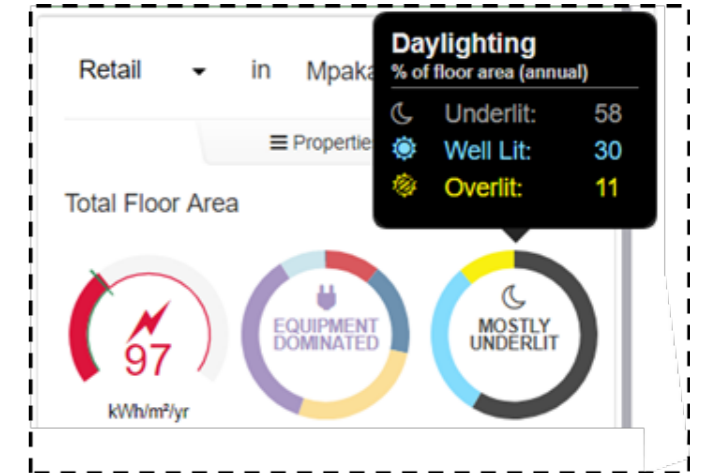 Retail in Mpaka
Properties
Total Floor Area
Daylighting
% of floor area (annual)
Underlit: 58
Well Lit: 30
Overlit: 11
97
kWh/m²/yr
EQUIPMENT
DOMINATED
MOSTLY
UNDERLIT